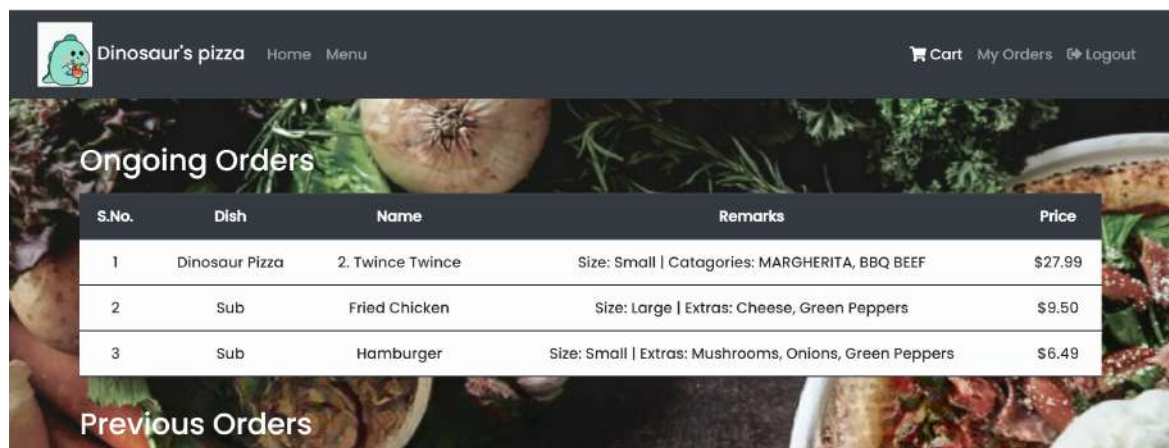 Dinosaur's pizza Home Menu Cart My Orders Logout
Ongoing Orders
S.No. Dish Name Remarks Price
1 Dinosaur Pizza 2. Twince Twince Size: Small | Catagories: MARGHERITA, BBQ BEEF $27.99
2 Sub Fried Chicken Size: Large | Extras: Cheese, Green Peppers $9.50
3 Sub Hamburger Size: Small | Extras: Mushrooms, Onions, Green Peppers $6.49
Previous Orders